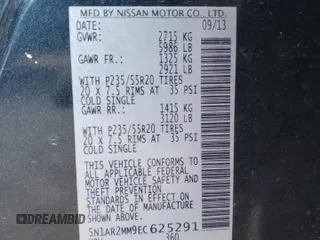 MFD BY NISSAN MOTOR CO., LTD.
DATE: 09/13
GVWR: 2715 KG
5986 LB
GAWR FR.: 1325 KG
2921 LB
WITH P235/55R20 TIRES
20 X 7.5 RIMS AT 35 PSI
COLD SINGLE
GAWR RR.: 1415 KG
3120 LB
WITH P235/55R20 TIRES
20 X 7.5 RIMS AT 35 PSI
COLD SINGLE
THIS VEHICLE CONFORMS TO
ALL APPLICABLE FEDERAL
MOTOR VEHICLE SAFETY
STANDARDS IN EFFECT ON
THE DATE OF MANUFACTURE
SHOWN ABOVE.
5N1AR2MM9EC625291
360
DREAMBID.COM